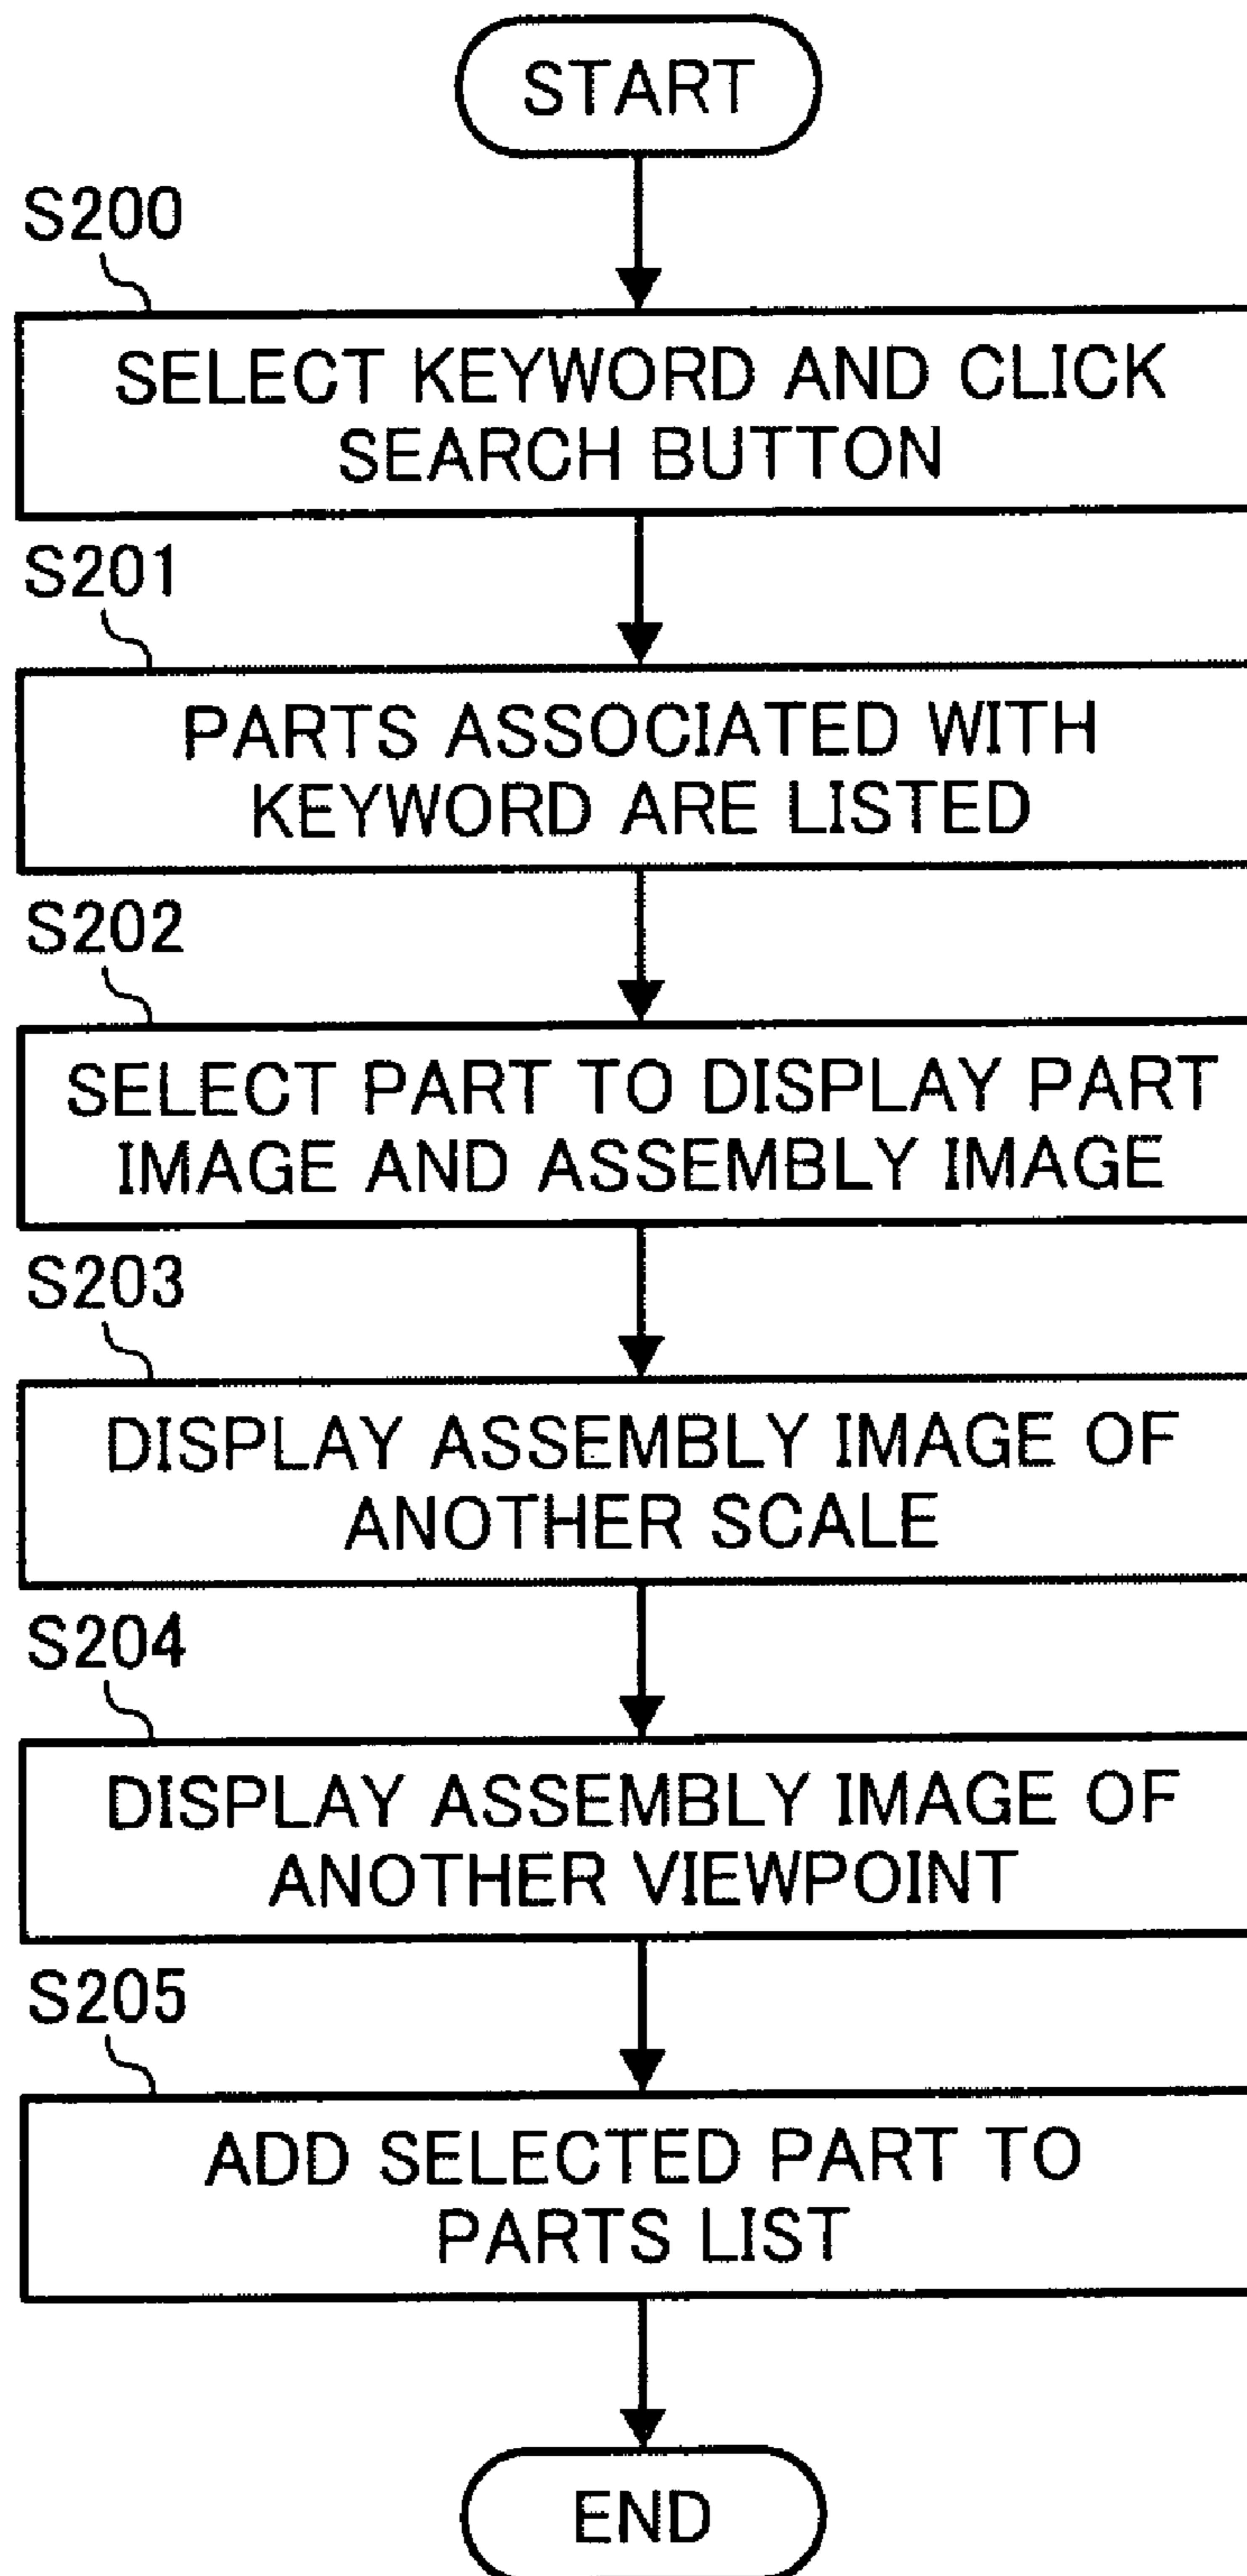 START
S200
SELECT KEYWORD AND CLICK
SEARCH BUTTON
S201
PARTS ASSOCIATED WITH
KEYWORD ARE LISTED
S202
SELECT PART TO DISPLAY PART
IMAGE AND ASSEMBLY IMAGE
S203
DISPLAY ASSEMBLY IMAGE OF
ANOTHER SCALE
S204
DISPLAY ASSEMBLY IMAGE OF
ANOTHER VIEWPOINT
S205
ADD SELECTED PART TO
PARTS LIST
END